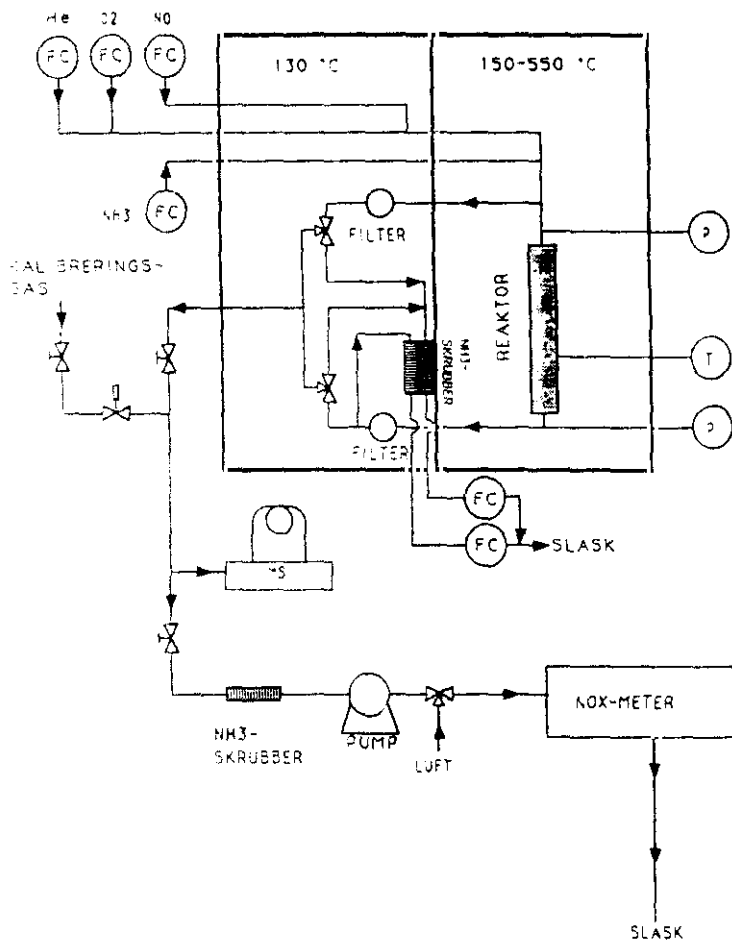 He O2 NO
FC FC FC
130 °C
150-550 °C
NH3 FC
FILTER
P
GAS
REAKTOR
NH3-
SKRUBBER
T
FILTER
P
FC
FC
SLASK
MS
NOX-METER
NH3-
SKRUBBER
PUMP
LUFT
SLASK